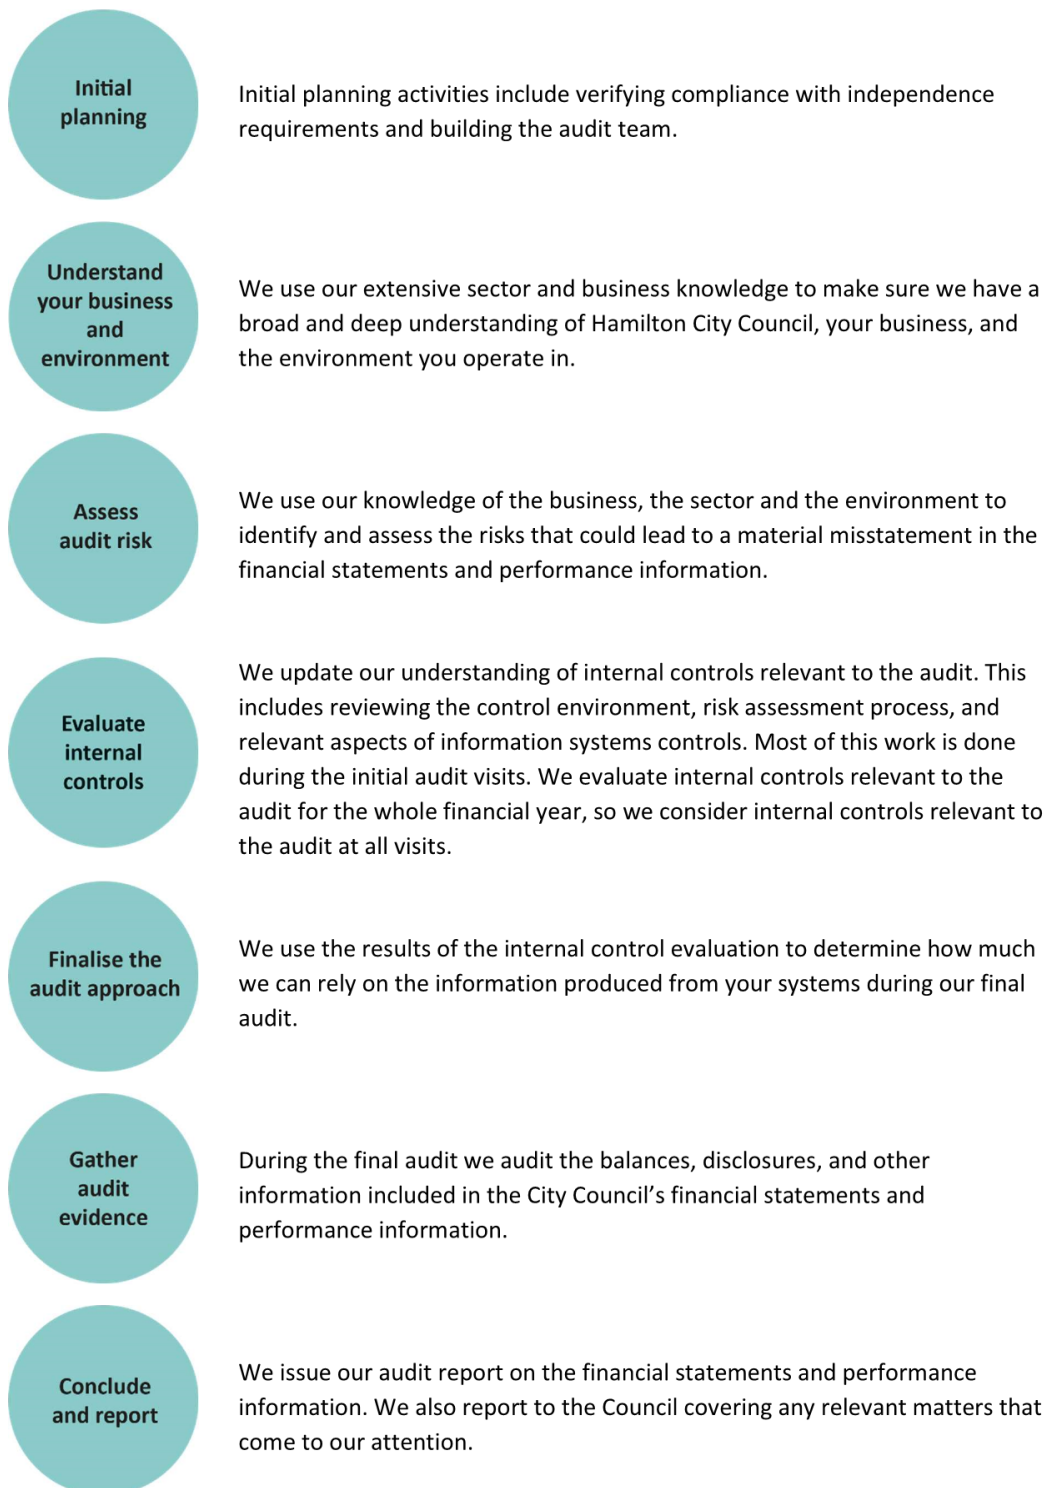 Initial
planning
Initial planning activities include verifying compliance with independence
requirements and building the audit team.
Understand
your business
and
environment
We use our extensive sector and business knowledge to make sure we have a
broad and deep understanding of Hamilton City Council, your business, and
the environment you operate in.
Assess
audit risk
We use our knowledge of the business, the sector and the environment to
identify and assess the risks that could lead to a material misstatement in the
financial statements and performance information.
Evaluate
internal
controls
We update our understanding of internal controls relevant to the audit. This
includes reviewing the control environment, risk assessment process, and
relevant aspects of information systems controls. Most of this work is done
during the initial audit visits. We evaluate internal controls relevant to the
audit for the whole financial year, so we consider internal controls relevant to
the audit at all visits.
Finalise the
audit approach
We use the results of the internal control evaluation to determine how much
we can rely on the information produced from your systems during our final
audit.
Gather
audit
evidence
During the final audit we audit the balances, disclosures, and other
information included in the City Council’s financial statements and
performance information.
Conclude
and report
We issue our audit report on the financial statements and performance
information. We also report to the Council covering any relevant matters that
come to our attention.